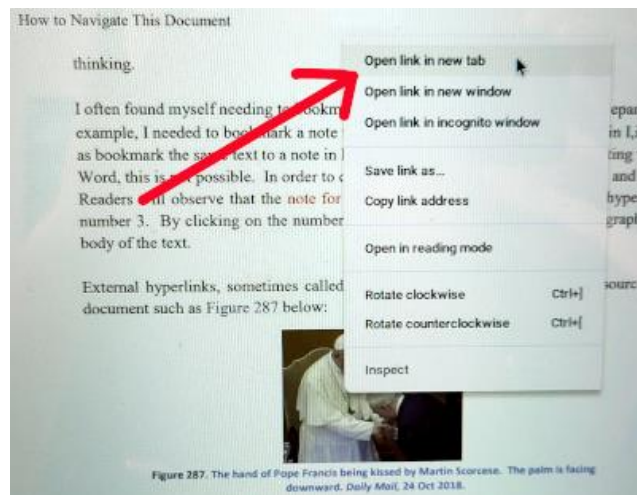 How to Navigate This Document
thinking.
Open link in new tab
Open link in new window
Open link in incognito window
Save link as...
Copy link address
Open in reading mode
Rotate clockwise Ctrl+]
Rotate counterclockwise Ctrl+[
Inspect
I often found myself needing to
example, I needed to bookmark a note in I,
as bookmark the same text to a note in
Word, this is not possible. In order to and
Readers will observe that the note for
number 3. By clicking on the number
body of the text.
External hyperlinks, sometimes called
document such as Figure 287 below:
Figure 287. The hand of Pope Francis being kissed by Martin Scorcese. The palm is facing
downward. Daily Mail, 24 Oct 2018.